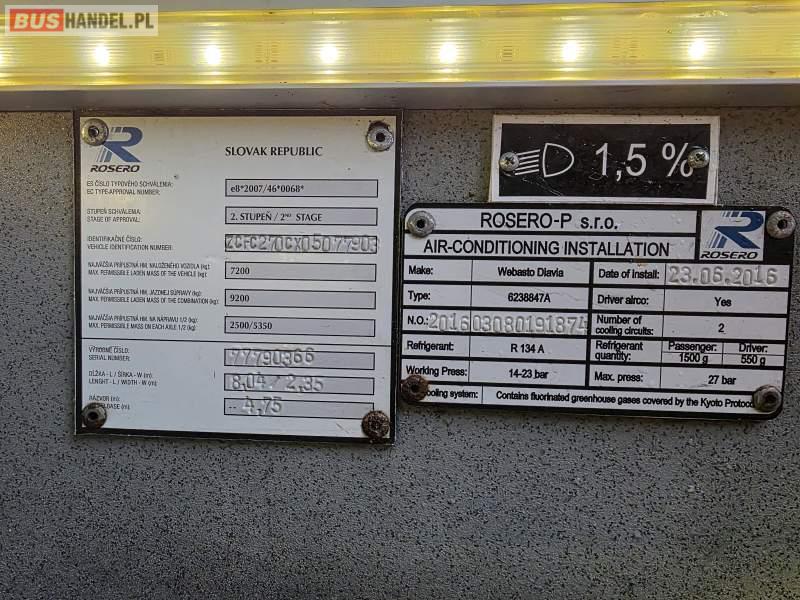 BUSHANDEL.PL
ROSERO
SLOVAK REPUBLIC
ES ČÍSLO TYPOVÉHO SCHVÁLENIA:
EC TYPE-APPROVAL NUMBER:
e8*2007/46*0068*
STUPEŇ SCHVÁLENIA:
STAGE OF APPROVAL:
2. STUPEŇ / 2ND STAGE
IDENTIFIKAČNÉ ČÍSLO:
VEHICLE IDENTIFICATION NUMBER:
ZCFC270CX05077903
NAJVÄČŠIA PRÍPUSTNÁ HM. NALOŽENÉHO VOZIDLA (kg):
MAX. PERMISSIBLE LADEN MASS OF THE VEHICLE (kg):
7200
NAJVÄČŠIA PRÍPUSTNÁ HM. JAZDNEJ SÚPRAVY (kg):
MAX. PERMISSIBLE LADEN MASS OF THE COMBINATION (kg):
9200
NAJVÄČŠIA PRÍPUSTNÁ HM. NA NÁPRAVU 1/2 (kg):
MAX. PERMISSIBLE MASS ON EACH AXLE 1/2 (kg):
2500/5350
VÝROBNÉ ČÍSLO:
SERIAL NUMBER:
77790366
DĹŽKA - L / ŠÍRKA - W (m):
LENGHT - L / WIDTH - W (m):
8,04 / 2,35
RÁZVOR (m):
-- 4,75
1,5 %
ROSERO-P s.r.o.
AIR-CONDITIONING INSTALLATION
ROSERO
Make: Webasto Diavia Date of install: 23.06.2016
Type: 6238847A Driver airco: Yes
N.O.: 201603080191874 Number of cooling circuits: 2
Refrigerant: R 134 A Refrigerant quantity: Passenger: 1500 g Driver: 550 g
Working Press: 14-23 bar Max. press: 27 bar
cooling system: Contains fluorinated greenhouse gases covered by the Kyoto Protoc